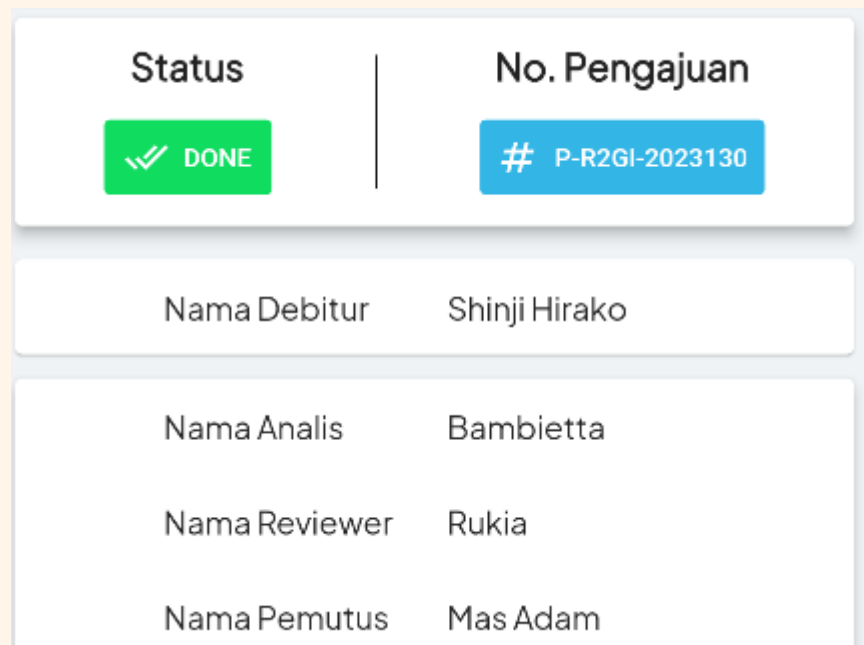 Status
No. Pengajuan
DONE
# P-R2GI-2023130
Nama Debitur Shinji Hirako
Nama Analis Bambietta
Nama Reviewer Rukia
Nama Pemutus Mas Adam